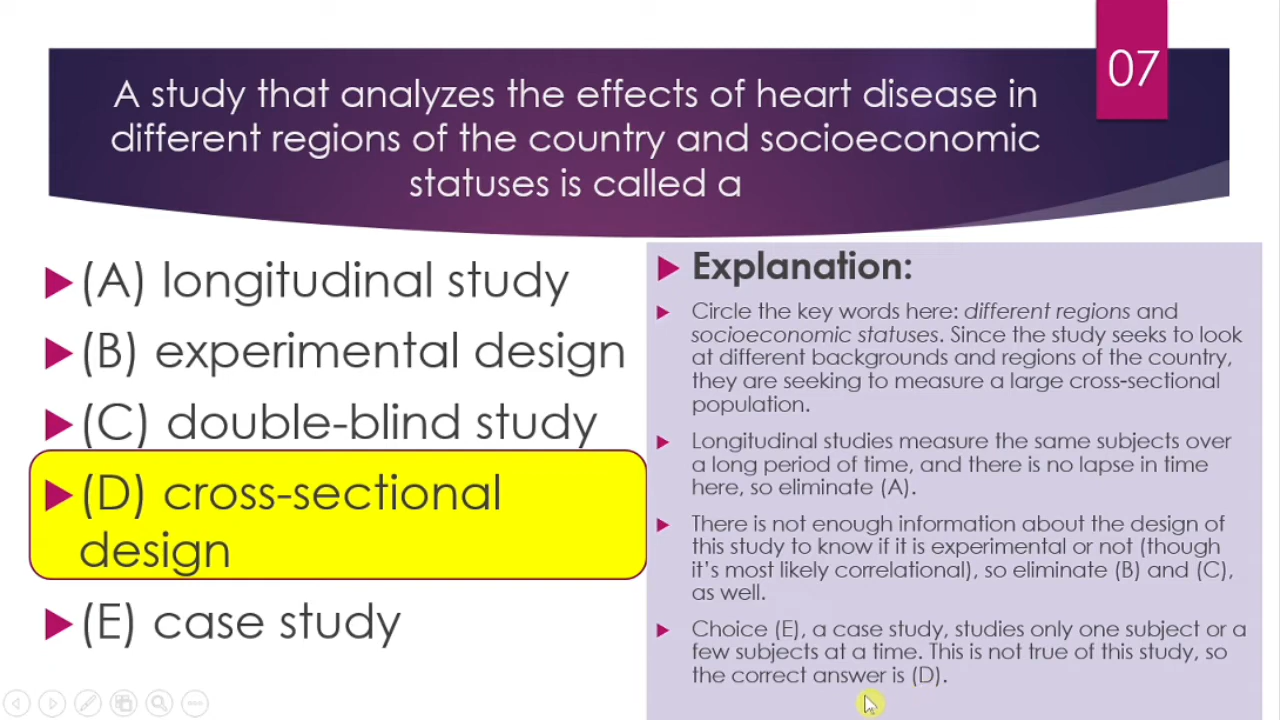 07
A study that analyzes the effects of heart disease in
different regions of the country and socioeconomic
statuses is called a
(A) longitudinal study
(B) experimental design
(C) double-blind study
(D) cross-sectional
design
(E) case study
Explanation:
Circle the key words here: different regions and
socioeconomic statuses. Since the study seeks to look
at different backgrounds and regions of the country,
they are seeking to measure a large cross-sectional
population.
Longitudinal studies measure the same subjects over
a long period of time, and there is no lapse in time
here, so eliminate (A).
There is not enough information about the design of
this study to know if it is experimental or not (though
it's most likely correlational), so eliminate (B) and (C),
as well.
Choice (E), a case study, studies only one subject or a
few subjects at a time. This is not true of this study, so
the correct answer is (D).